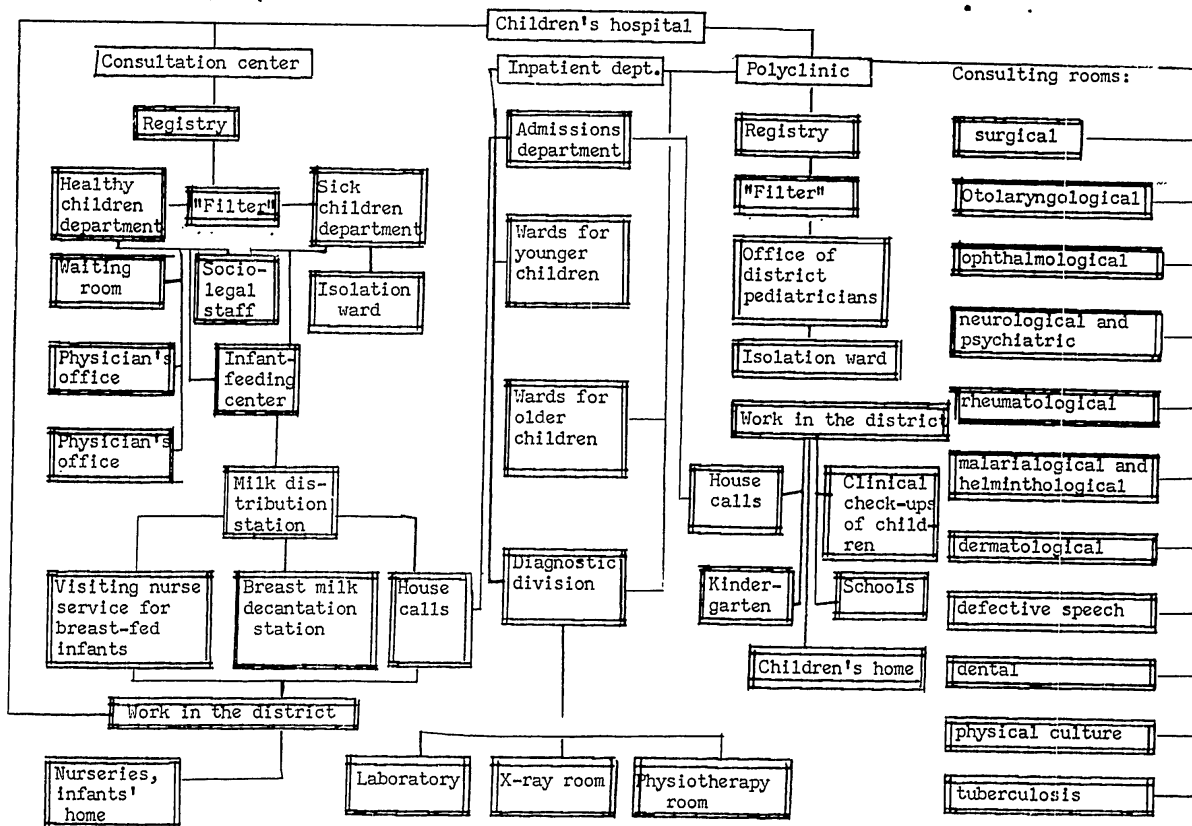 Children's hospital
Consultation center
Registry
Healthy
children
department
"Filter"
Sick
children
department
Waiting
room
Socio-
legal
staff
Isolation
ward
Physician's
office
Infant-
feeding
center
Physician's
office
Milk dis-
tribution
station
Visiting nurse
service for
breast-fed
infants
Breast milk
decantation
station
House
calls
Work in the district
Nurseries,
infants'
home
Inpatient dept.
Admissions
department
Wards for
younger
children
Wards for
older
children
Diagnostic
division
Laboratory
X-ray room
Physiotherapy
room
Polyclinic
Registry
"Filter"
Office of
district
pediatricians
Isolation ward
Work in the district
House
calls
Clinical
check-ups
of child-
ren
Kinder-
garten
Schools
Children's home
Consulting rooms:
surgical
Otolaryngological
ophthalmological
neurological and
psychiatric
rheumatological
malarialogical and
helminthological
dermatological
defective speech
dental
physical culture
tuberculosis